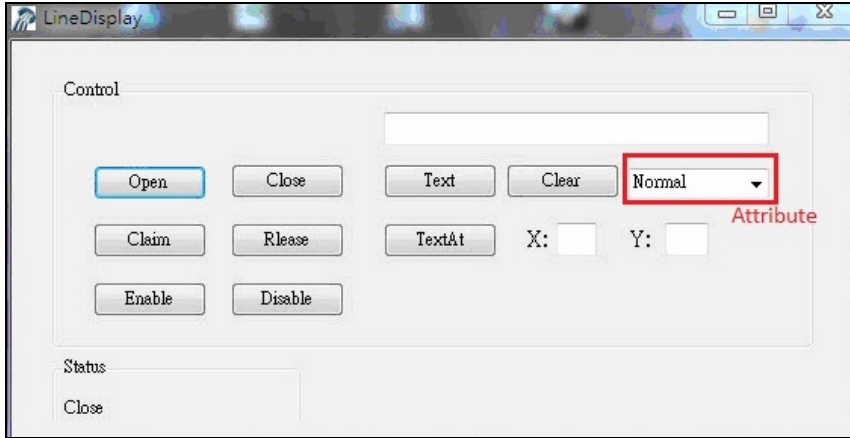 LineDisplay
Control
Open Close Text Clear Normal
Attribute
Claim Rlease TextAt X: Y:
Enable Disable
Status
Close